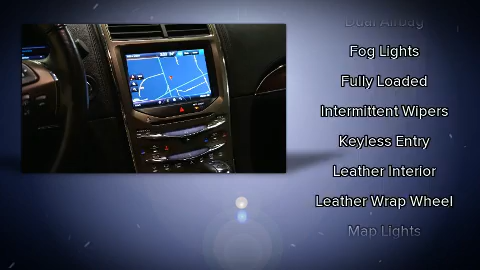 Dual Airbag
Fog Lights
Fully Loaded
Intermittent Wipers
Keyless Entry
Leather Interior
Leather Wrap Wheel
Map Lights